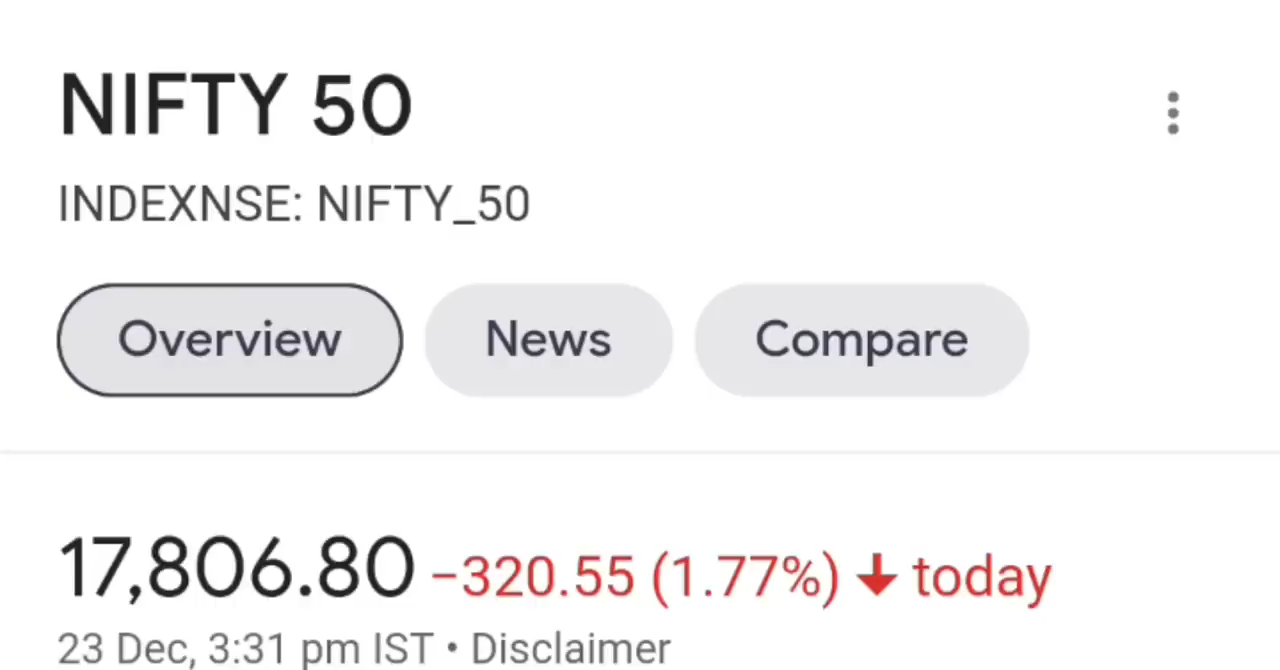 NIFTY 50
INDEXNSE: NIFTY_50
Overview News Compare
17,806.80 −320.55 (1.77%) ↓ today
23 Dec, 3:31 pm IST • Disclaimer